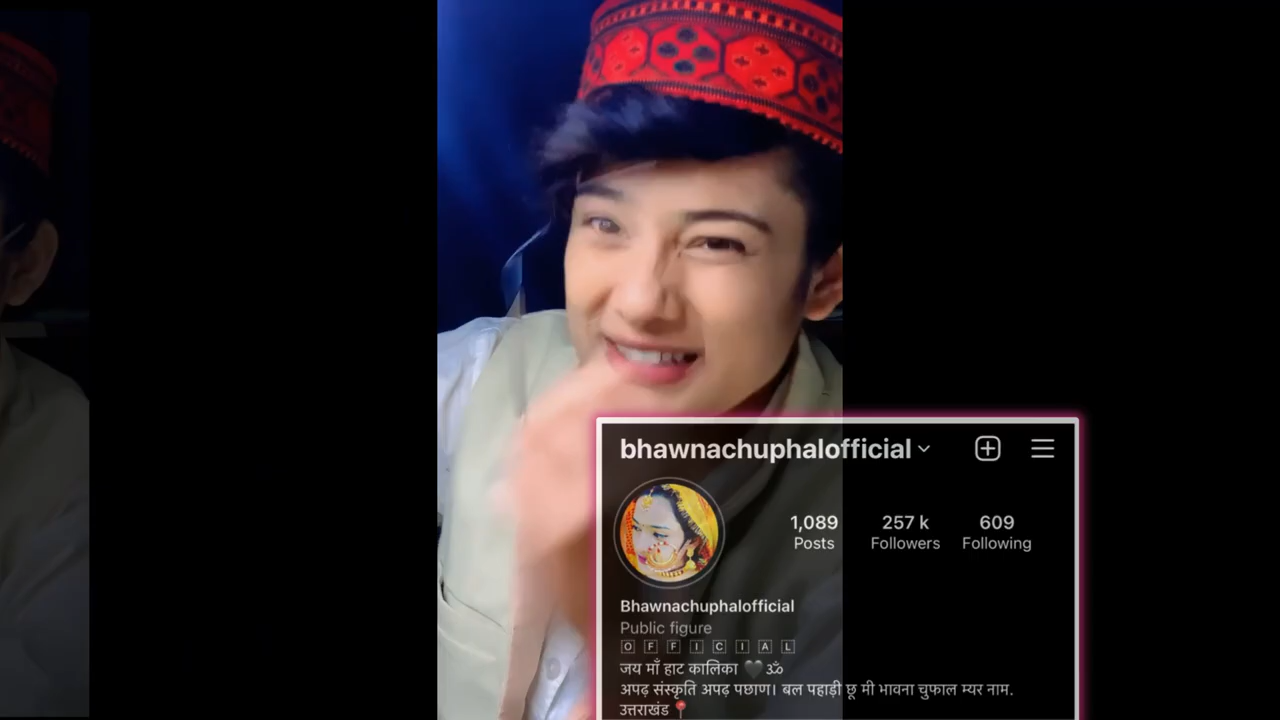 bhawnachuphalofficial
1,089 257 k 609
Posts Followers Following
Bhawnachuphalofficial
Public figure
O F F I C I A L
जय माँ हाट कालिका 🖤ॐ
अपढ़ संस्कृति अपढ़ पछाण। बल पहाड़ी छू मी भावना चुफाल म्यर नाम.
उत्तराखंड 📍